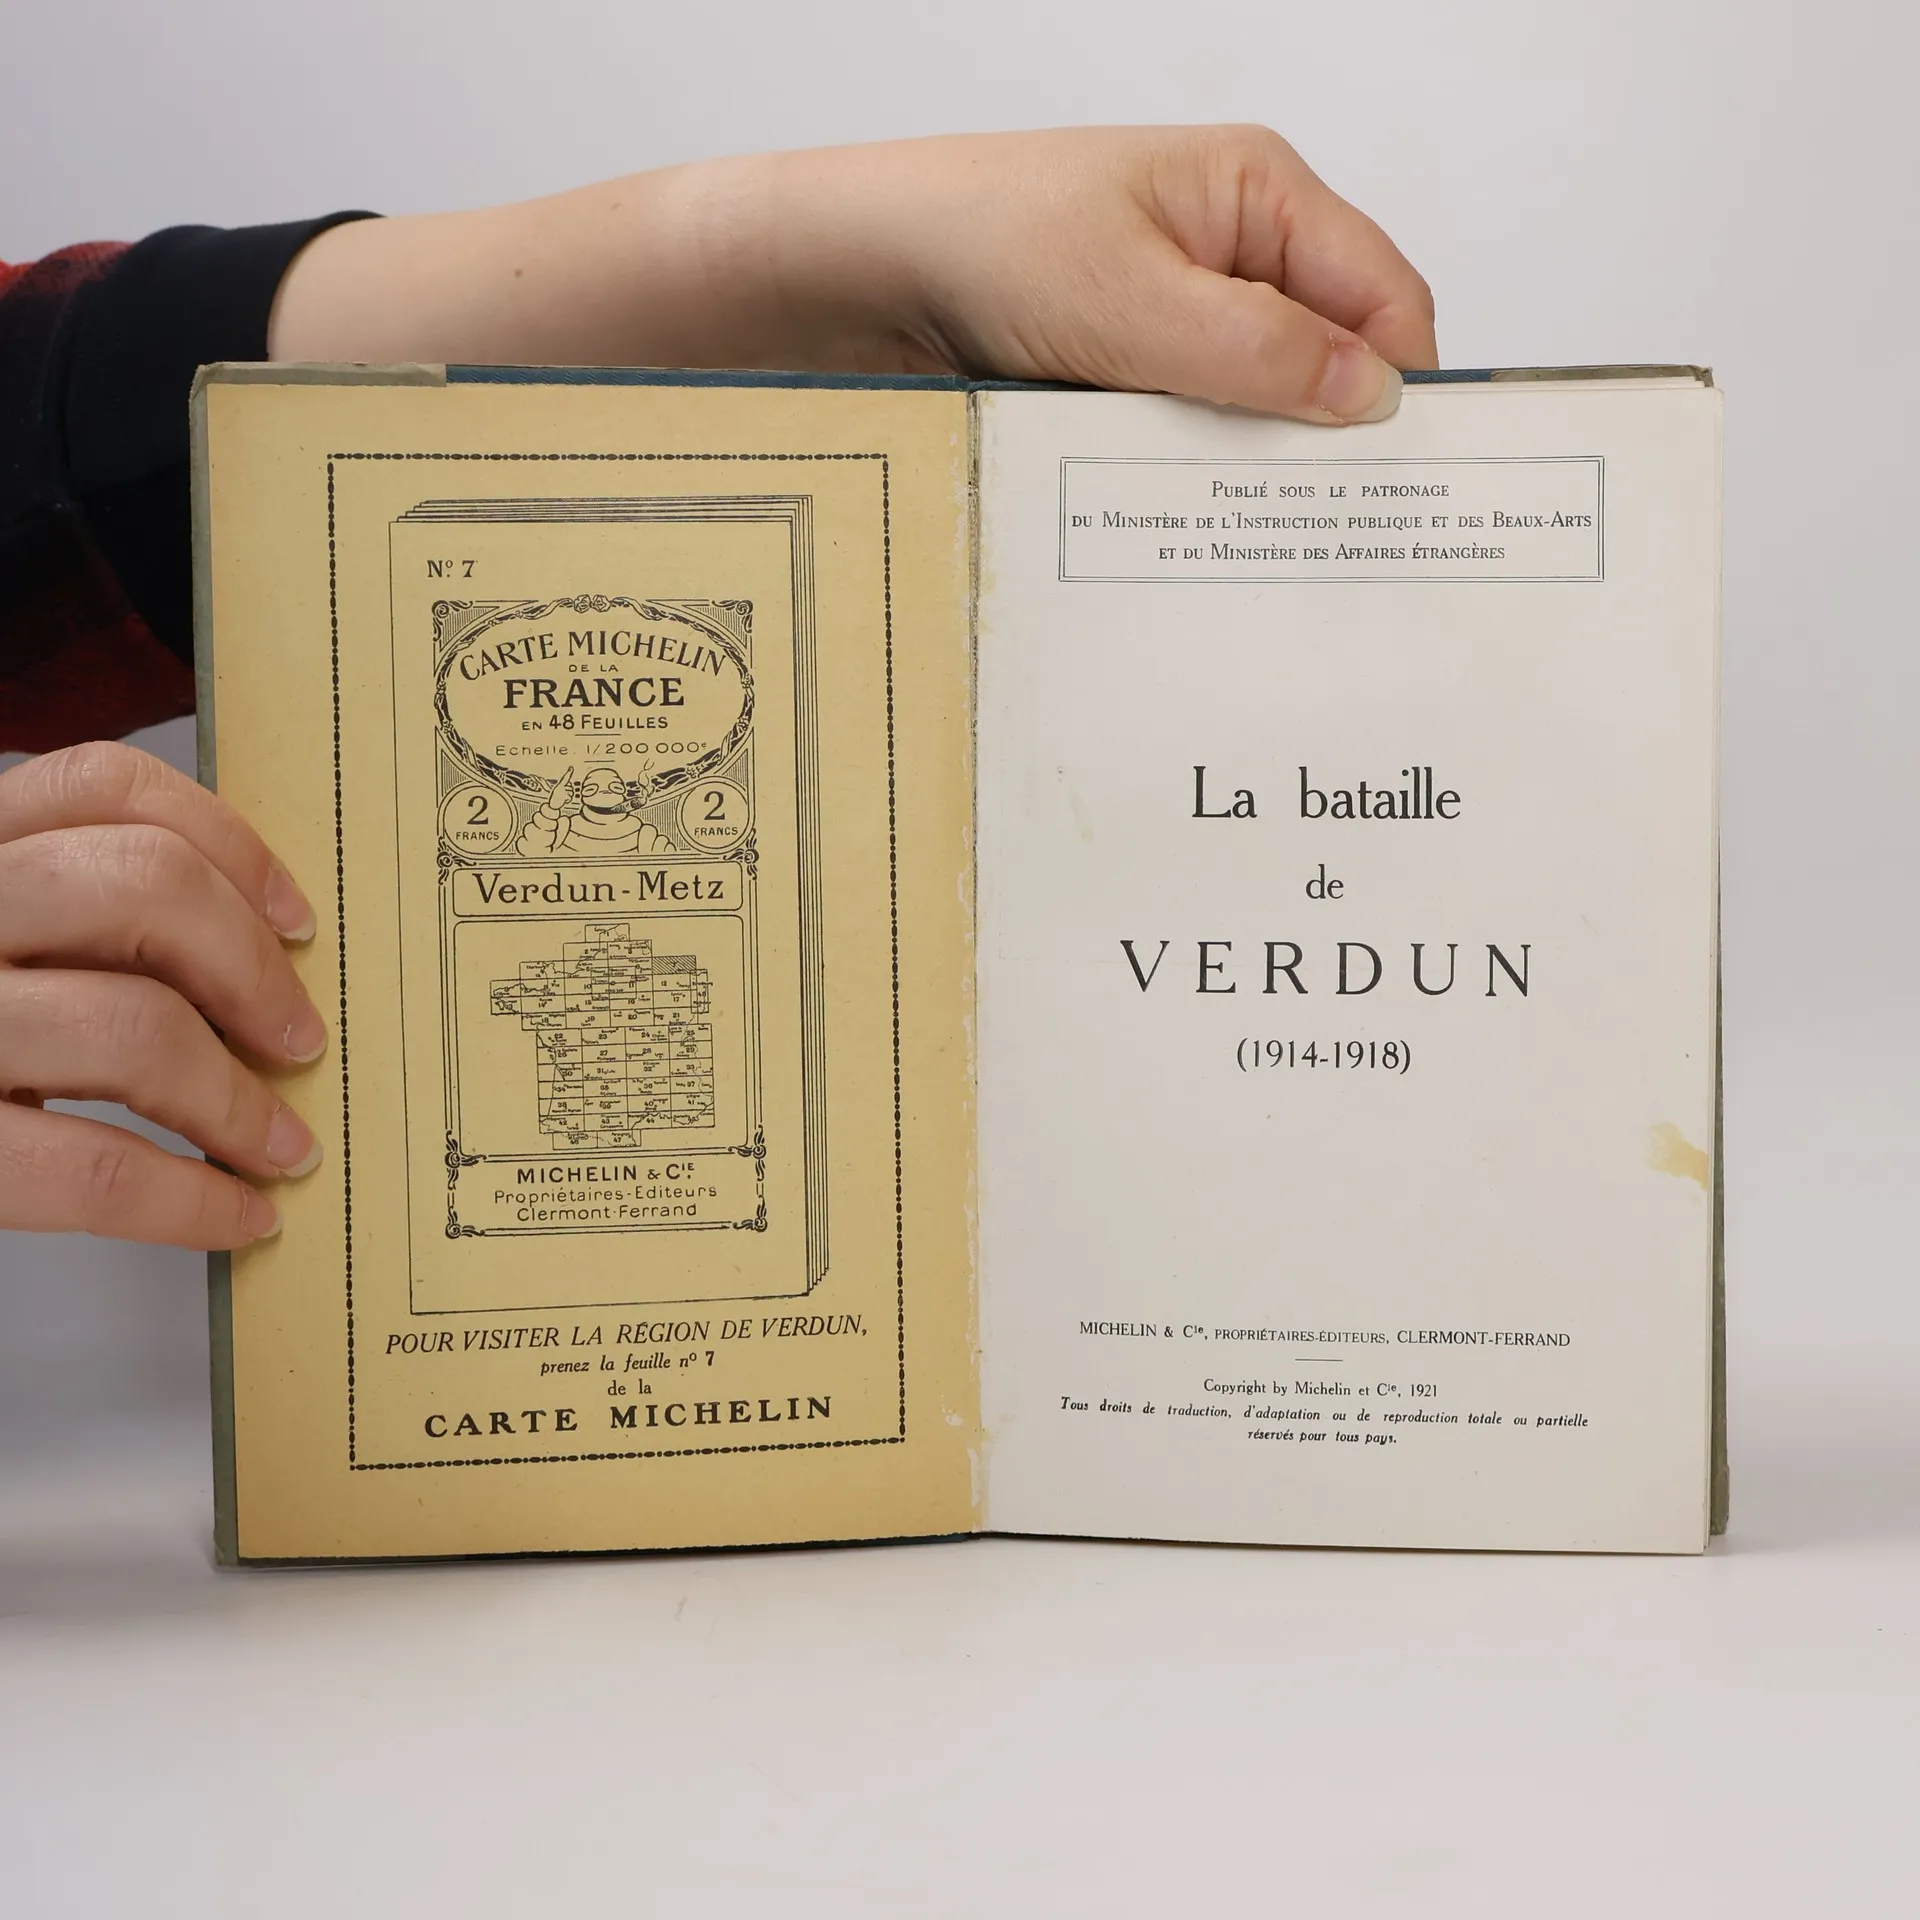 Nº 7
CARTE MICHELIN
DE LA
FRANCE
EN 48 FEUILLES
Echelle. 1/200 000e
2
FRANCS
2
FRANCS
Verdun-Metz
MICHELIN & CIE.
Propriétaires-Editeurs
Clermont-Ferrand
POUR VISITER LA RÉGION DE VERDUN,
prenez la feuille nº 7
de la
CARTE MICHELIN
PUBLIÉ SOUS LE PATRONAGE
DU MINISTÈRE DE L'INSTRUCTION PUBLIQUE ET DES BEAUX-ARTS
ET DU MINISTÈRE DES AFFAIRES ÉTRANGÈRES
La bataille
de
VERDUN
(1914-1918)
MICHELIN & Cie, PROPRIÉTAIRES-ÉDITEURS, CLERMONT-FERRAND
Copyright by Michelin et Cie, 1921
Tous droits de traduction, d'adaptation ou de reproduction totale ou partielle
réservés pour tous pays.